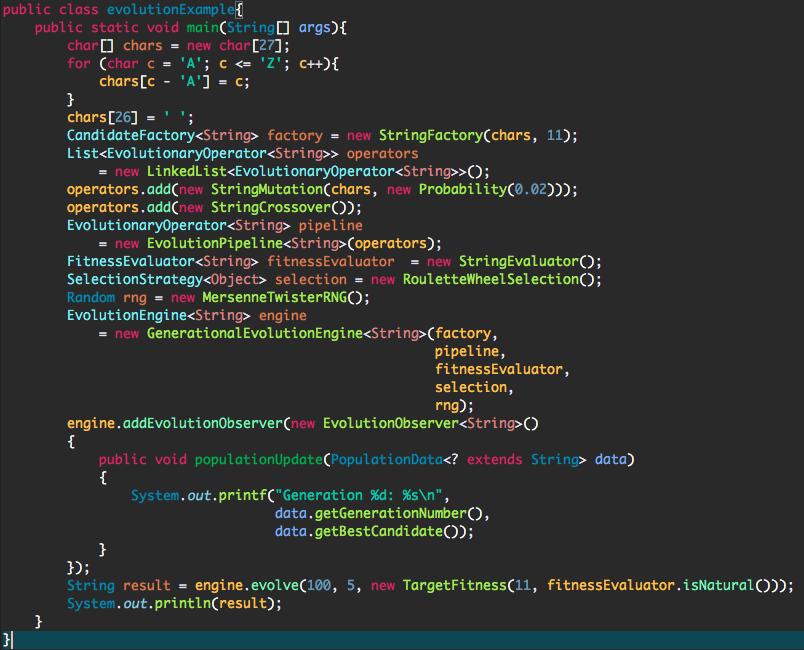 public class evolutionExample{
    public static void main(String[] args){
        char[] chars = new char[27];
        for (char c = 'A'; c <= 'Z'; c++){
            chars[c - 'A'] = c;
        }
        chars[26] = ' ';
        CandidateFactory<String> factory = new StringFactory(chars, 11);
        List<EvolutionaryOperator<String>> operators
            = new LinkedList<EvolutionaryOperator<String>>();
        operators.add(new StringMutation(chars, new Probability(0.02)));
        operators.add(new StringCrossover());
        EvolutionaryOperator<String> pipeline
            = new EvolutionPipeline<String>(operators);
        FitnessEvaluator<String> fitnessEvaluator  = new StringEvaluator();
        SelectionStrategy<Object> selection = new RouletteWheelSelection();
        Random rng = new MersenneTwisterRNG();
        EvolutionEngine<String> engine
            = new GenerationalEvolutionEngine<String>(factory,
                                                      pipeline,
                                                      fitnessEvaluator,
                                                      selection,
                                                      rng);
        engine.addEvolutionObserver(new EvolutionObserver<String>()
        {
            public void populationUpdate(PopulationData<? extends String> data)
            {
                System.out.printf("Generation %d: %s\n",
                                  data.getGenerationNumber(),
                                  data.getBestCandidate());
            }
        });
        String result = engine.evolve(100, 5, new TargetFitness(11, fitnessEvaluator.isNatural()));
        System.out.println(result);
    }
}